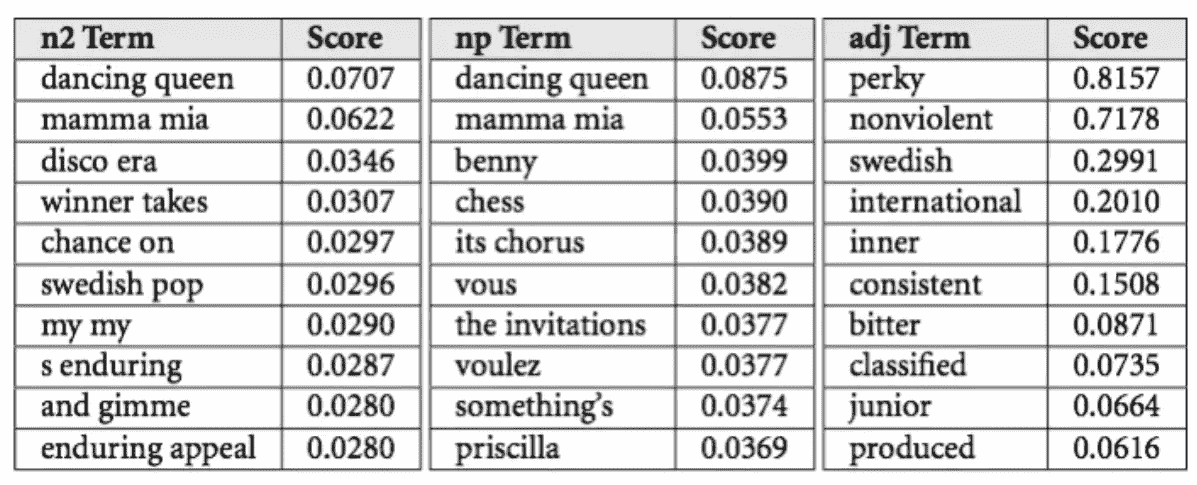 n2 Term Score np Term Score adj Term Score
dancing queen 0.0707 dancing queen 0.0875 perky 0.8157
mamma mia 0.0622 mamma mia 0.0553 nonviolent 0.7178
disco era 0.0346 benny 0.0399 swedish 0.2991
winner takes 0.0307 chess 0.0390 international 0.2010
chance on 0.0297 its chorus 0.0389 inner 0.1776
swedish pop 0.0296 vous 0.0382 consistent 0.1508
my my 0.0290 the invitations 0.0377 bitter 0.0871
s enduring 0.0287 voulez 0.0377 classified 0.0735
and gimme 0.0280 something’s 0.0374 junior 0.0664
enduring appeal 0.0280 priscilla 0.0369 produced 0.0616